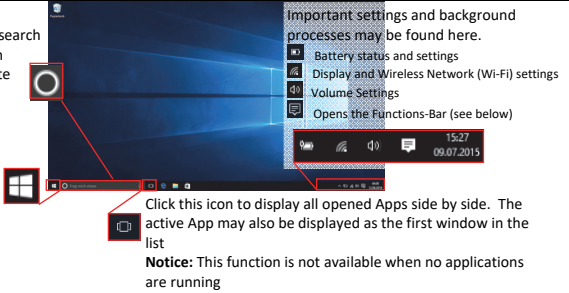 Important settings and background
processes may be found here.
Battery status and settings
Display and Wireless Network (Wi-Fi) settings
Volume Settings
Opens the Functions-Bar (see below)
search
15:27
09.07.2015
Click this icon to display all opened Apps side by side. The
active App may also be displayed as the first window in the
list
Notice: This function is not available when no applications
are running